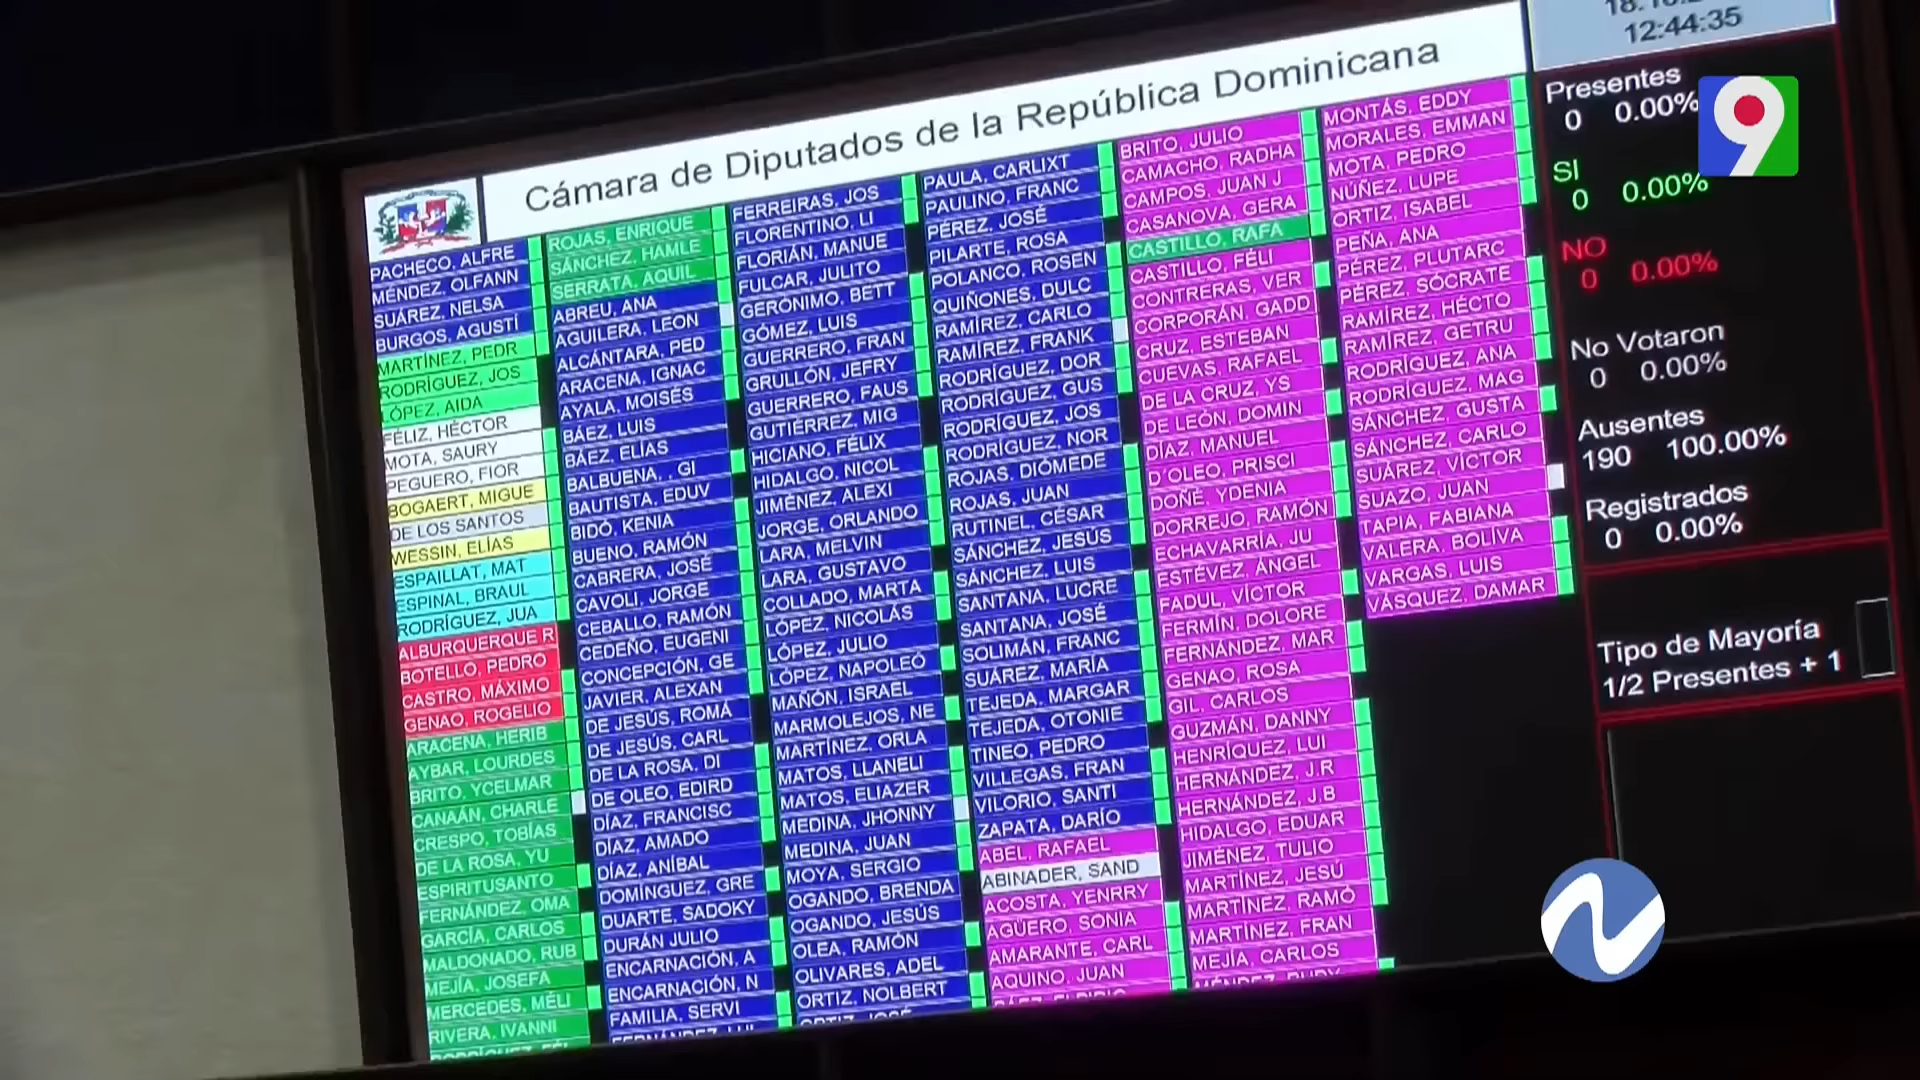 12:44:35
Cámara de Diputados de la República Dominicana
PACHECO, ALFRE
MÉNDEZ, OLFANN
SUÁREZ, NELSA
BURGOS, AGUSTÍ
MARTÍNEZ, PEDR
RODRÍGUEZ, JOS
LÓPEZ, AIDA
FÉLIZ, HÉCTOR
MOTA, SAURY
PEGUERO, FIOR
BOGAERT, MIGUE
DE LOS SANTOS
WESSIN, ELÍAS
ESPAILLAT, MAT
ESPINAL, BRAUL
RODRÍGUEZ, JUA
ALBURQUERQUE R
BOTELLO, PEDRO
CASTRO, MÁXIMO
GENAO, ROGELIO
ARACENA, HERIB
AYBAR, LOURDES
BRITO, YCELMAR
CANAÁN, CHARLE
CRESPO, TOBÍAS
DE LA ROSA, YU
ESPIRITUSANTO
FERNÁNDEZ, OMA
GARCÍA, CARLOS
MALDONADO, RUB
MEJÍA, JOSEFA
MERCEDES, MÉLI
RIVERA, IVANNI
RODRÍGUEZ, FÉL
ROJAS, ENRIQUE
SÁNCHEZ, HAMLE
SERRATA, AQUIL
ABREU, ANA
AGUILERA, LEON
ALCÁNTARA, PED
ARACENA, IGNAC
AYALA, MOISÉS
BÁEZ, LUIS
BÁEZ, ELÍAS
BALBUENA, , GI
BAUTISTA, EDUV
BIDÓ, KENIA
BUENO, RAMÓN
CABRERA, JOSÉ
CAVOLI, JORGE
CEBALLO, RAMÓN
CEDEÑO, EUGENI
CONCEPCIÓN, GE
JAVIER, ALEXAN
DE JESÚS, ROMÁ
DE JESÚS, CARL
DE LA ROSA, DI
DE OLEO, EDIRD
DÍAZ, FRANCISC
DÍAZ, AMADO
DÍAZ, ANÍBAL
DOMÍNGUEZ, GRE
DUARTE, SADOKY
DURÁN JULIO
ENCARNACIÓN, A
ENCARNACIÓN, N
FAMILIA, SERVI
FERNÁNDEZ, LUI
FERREIRAS, JOS
FLORENTINO, LI
FLORIÁN, MANUE
FULCAR, JULITO
GERONIMO, BETT
GÓMEZ, LUIS
GUERRERO, FRAN
GRULLÓN, JEFRY
GUERRERO, FAUS
GUTIÉRREZ, MIG
HICIANO, FÉLIX
HIDALGO, NICOL
JIMÉNEZ, ALEXI
JORGE, ORLANDO
LARA, MELVIN
LARA, GUSTAVO
COLLADO, MARTA
LÓPEZ, NICOLÁS
LÓPEZ, JULIO
LÓPEZ, NAPOLEÓ
MAÑÓN, ISRAEL
MARMOLEJOS, NE
MARTÍNEZ, ORLA
MATOS, LLANELI
MATOS, ELIAZER
MEDINA, JHONNY
MEDINA, JUAN
MOYA, SERGIO
OGANDO, BRENDA
OGANDO, JESÚS
OLEA, RAMÓN
OLIVARES, ADEL
ORTIZ, NOLBERT
ORTIZ, JOSÉ
PAULA, CARLIXT
PAULINO, FRANC
PÉREZ, JOSÉ
PILARTE, ROSA
POLANCO, ROSEN
QUIÑONES, DULC
RAMÍREZ, CARLO
RAMÍREZ, FRANK
RODRÍGUEZ, DOR
RODRÍGUEZ, GUS
RODRÍGUEZ, JOS
RODRÍGUEZ, NOR
ROJAS, DIÓMEDE
ROJAS, JUAN
RUTINEL, CÉSAR
SÁNCHEZ, JESÚS
SÁNCHEZ, LUIS
SANTANA, LUCRE
SANTANA, JOSÉ
SOLIMÁN, FRANC
SUÁREZ, MARÍA
TEJEDA, MARGAR
TEJEDA, OTONIE
TINEO, PEDRO
VILLEGAS, FRAN
VILORIO, SANTI
ZAPATA, DARÍO
ABEL, RAFAEL
ABINADER, SAND
ACOSTA, YENRRY
AGÜERO, SONIA
AMARANTE, CARL
AQUINO, JUAN
BRITO, JULIO
CAMACHO, RADHA
CAMPOS, JUAN J
CASANOVA, GERA
CASTILLO, RAFA
CASTILLO, FÉLI
CONTRERAS, VER
CORPORÁN, GADD
CRUZ, ESTEBAN
CUEVAS, RAFAEL
DE LA CRUZ, YS
DE LEÓN, DOMIN
DÍAZ, MANUEL
D´OLEO, PRISCI
DOÑÉ, YDENIA
DORREJO, RAMÓN
ECHAVARRÍA, JU
ESTÉVEZ, ÁNGEL
FADUL, VÍCTOR
FERMÍN, DOLORE
FERNÁNDEZ, MAR
GENAO, ROSA
GIL, CARLOS
GUZMÁN, DANNY
HENRÍQUEZ, LUI
HERNÁNDEZ, J.R
HERNÁNDEZ, J.B
HIDALGO, EDUAR
JIMÉNEZ, TULIO
MARTÍNEZ, JESÚ
MARTÍNEZ, RAMÓ
MARTÍNEZ, FRAN
MEJÍA, CARLOS
MÉNDEZ, RUDY
MONTÁS, EDDY
MORALES, EMMAN
MOTA, PEDRO
NÚÑEZ, LUPE
ORTIZ, ISABEL
PEÑA, ANA
PÉREZ, PLUTARC
PÉREZ, SÓCRATE
RAMÍREZ, HÉCTO
RAMÍREZ, GETRU
RODRÍGUEZ, ANA
RODRÍGUEZ, MAG
SÁNCHEZ, GUSTA
SÁNCHEZ, CARLO
SUÁREZ, VÍCTOR
SUAZO, JUAN
TAPIA, FABIANA
VALERA, BOLÍVA
VARGAS, LUIS
VÁSQUEZ, DAMAR
Presentes
0 0.00%
SI
0 0.00%
NO
0 0.00%
No Votaron
0 0.00%
Ausentes
190 100.00%
Registrados
0 0.00%
Tipo de Mayoría
1/2 Presentes + 1
9